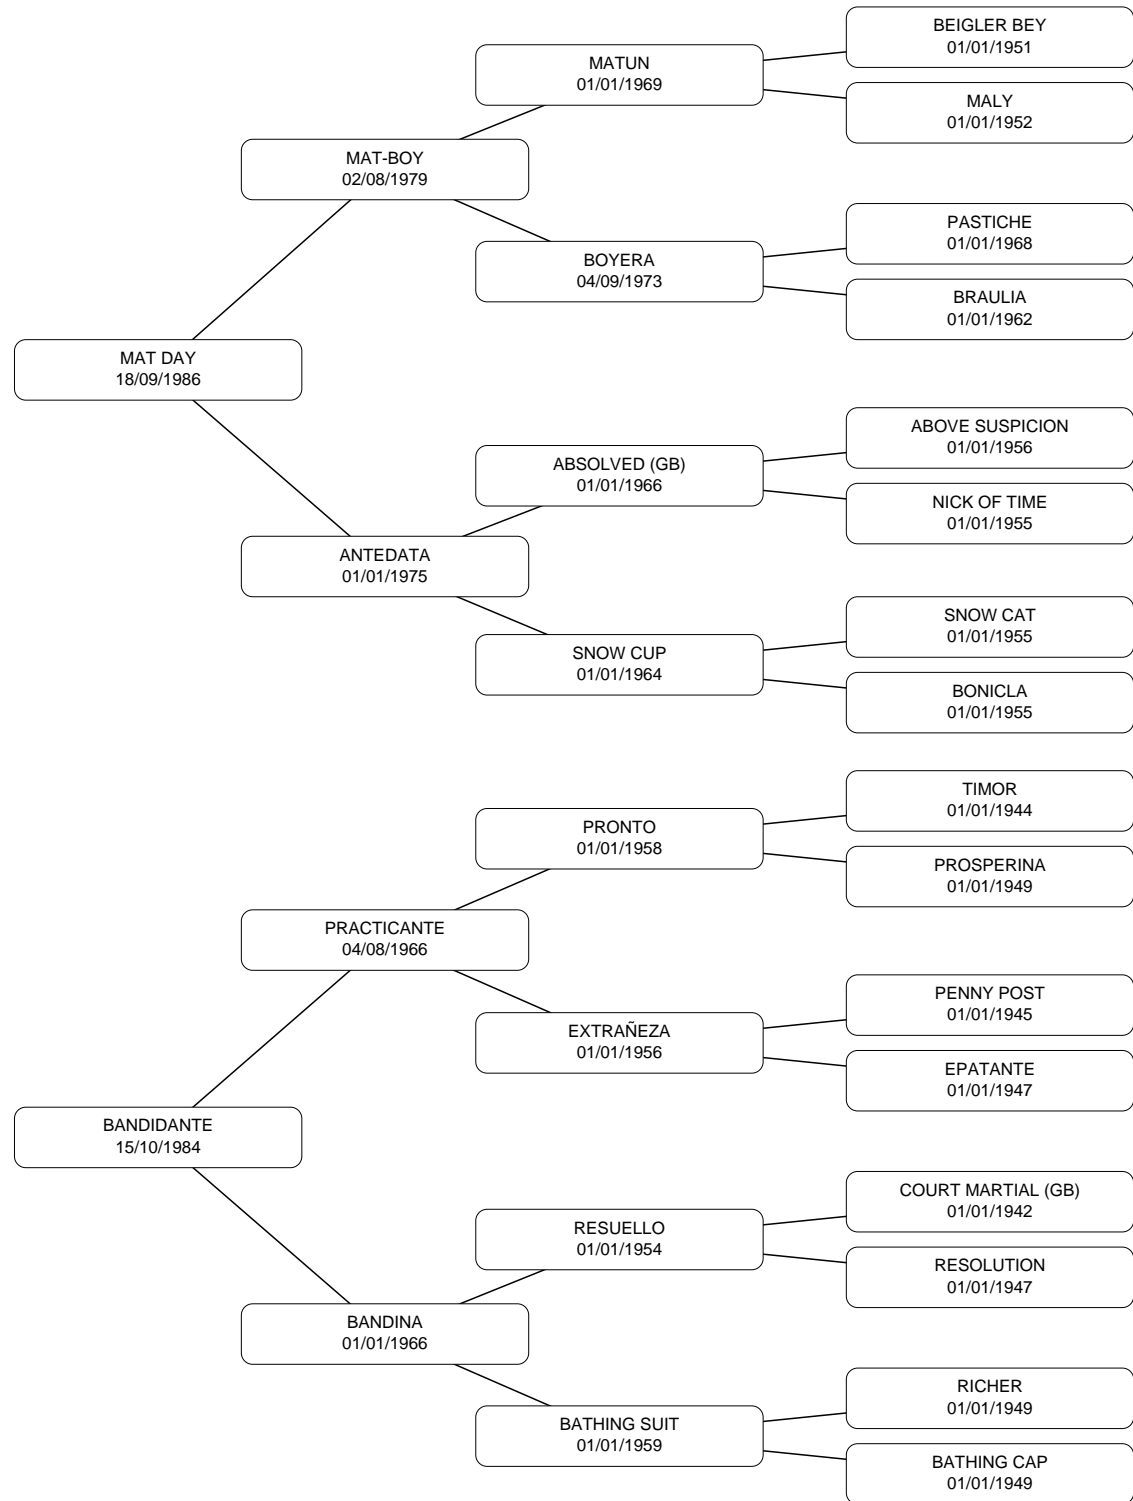 BEIGLER BEY
01/01/1951
MATUN
01/01/1969
MALY
01/01/1952
MAT-BOY
02/08/1979
PASTICHE
01/01/1968
BOYERA
04/09/1973
BRAULIA
01/01/1962
MAT DAY
18/09/1986
ABOVE SUSPICION
01/01/1956
ABSOLVED (GB)
01/01/1966
NICK OF TIME
01/01/1955
ANTEDATA
01/01/1975
SNOW CAT
01/01/1955
SNOW CUP
01/01/1964
BONICLA
01/01/1955
TIMOR
01/01/1944
PRONTO
01/01/1958
PROSPERINA
01/01/1949
PRACTICANTE
04/08/1966
PENNY POST
01/01/1945
EXTRAÑEZA
01/01/1956
EPATANTE
01/01/1947
BANDIDANTE
15/10/1984
COURT MARTIAL (GB)
01/01/1942
RESUELLO
01/01/1954
RESOLUTION
01/01/1947
BANDINA
01/01/1966
RICHER
01/01/1949
BATHING SUIT
01/01/1959
BATHING CAP
01/01/1949